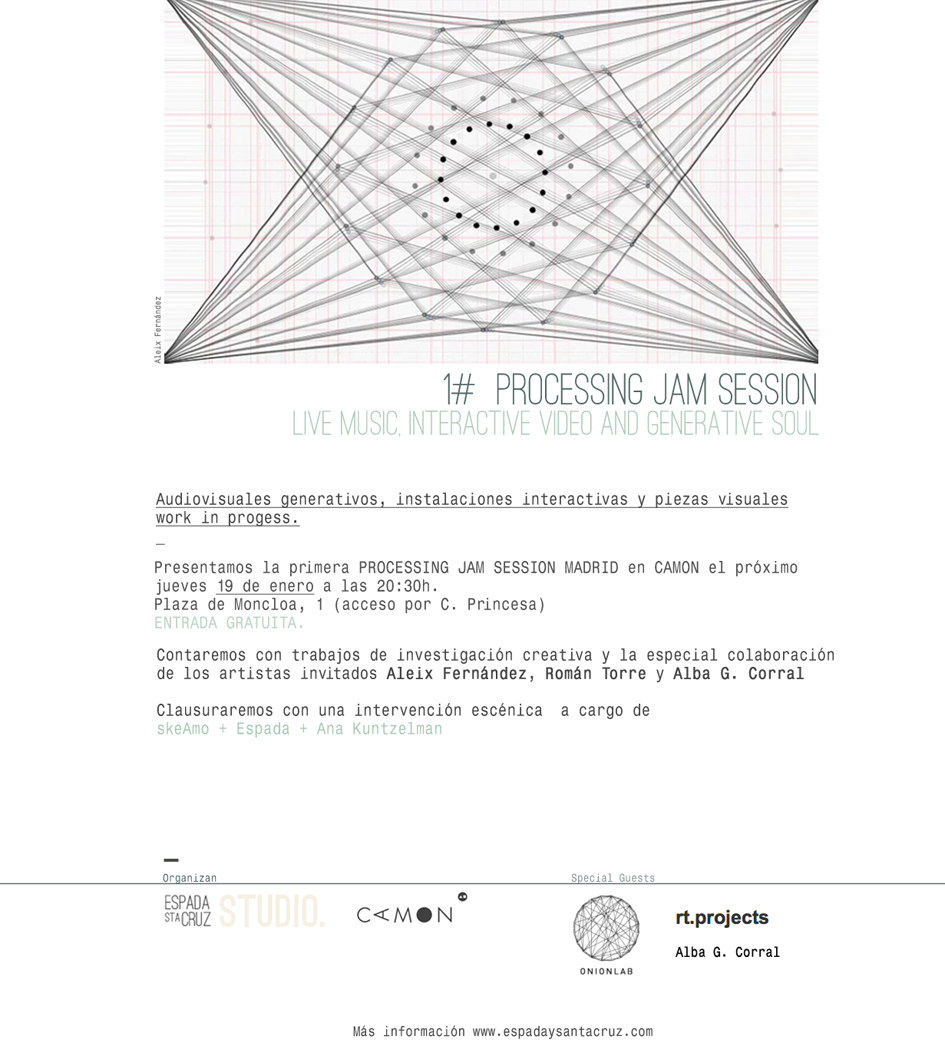 Aleix Fernández
1# PROCESSING JAM SESSION
LIVE MUSIC, INTERACTIVE VIDEO AND GENERATIVE SOUL
Audiovisuales generativos, instalaciones interactivas y piezas visuales
work in progess.
Presentamos la primera PROCESSING JAM SESSION MADRID en CAMON el próximo
jueves 19 de enero a las 20:30h.
Plaza de Moncloa, 1 (acceso por C. Princesa)
ENTRADA GRATUITA.
Contaremos con trabajos de investigación creativa y la especial colaboración
de los artistas invitados Aleix Fernández, Román Torre y Alba G. Corral
Clausuraremos con una intervención escénica a cargo de
skeAmo + Espada + Ana Kuntzelman
Organizan
ESPADA
STA CRUZ STUDIO.
CAMON
Special Guests
ONIONLAB
rt.projects
Alba G. Corral
Más información www.espadaysantacruz.com